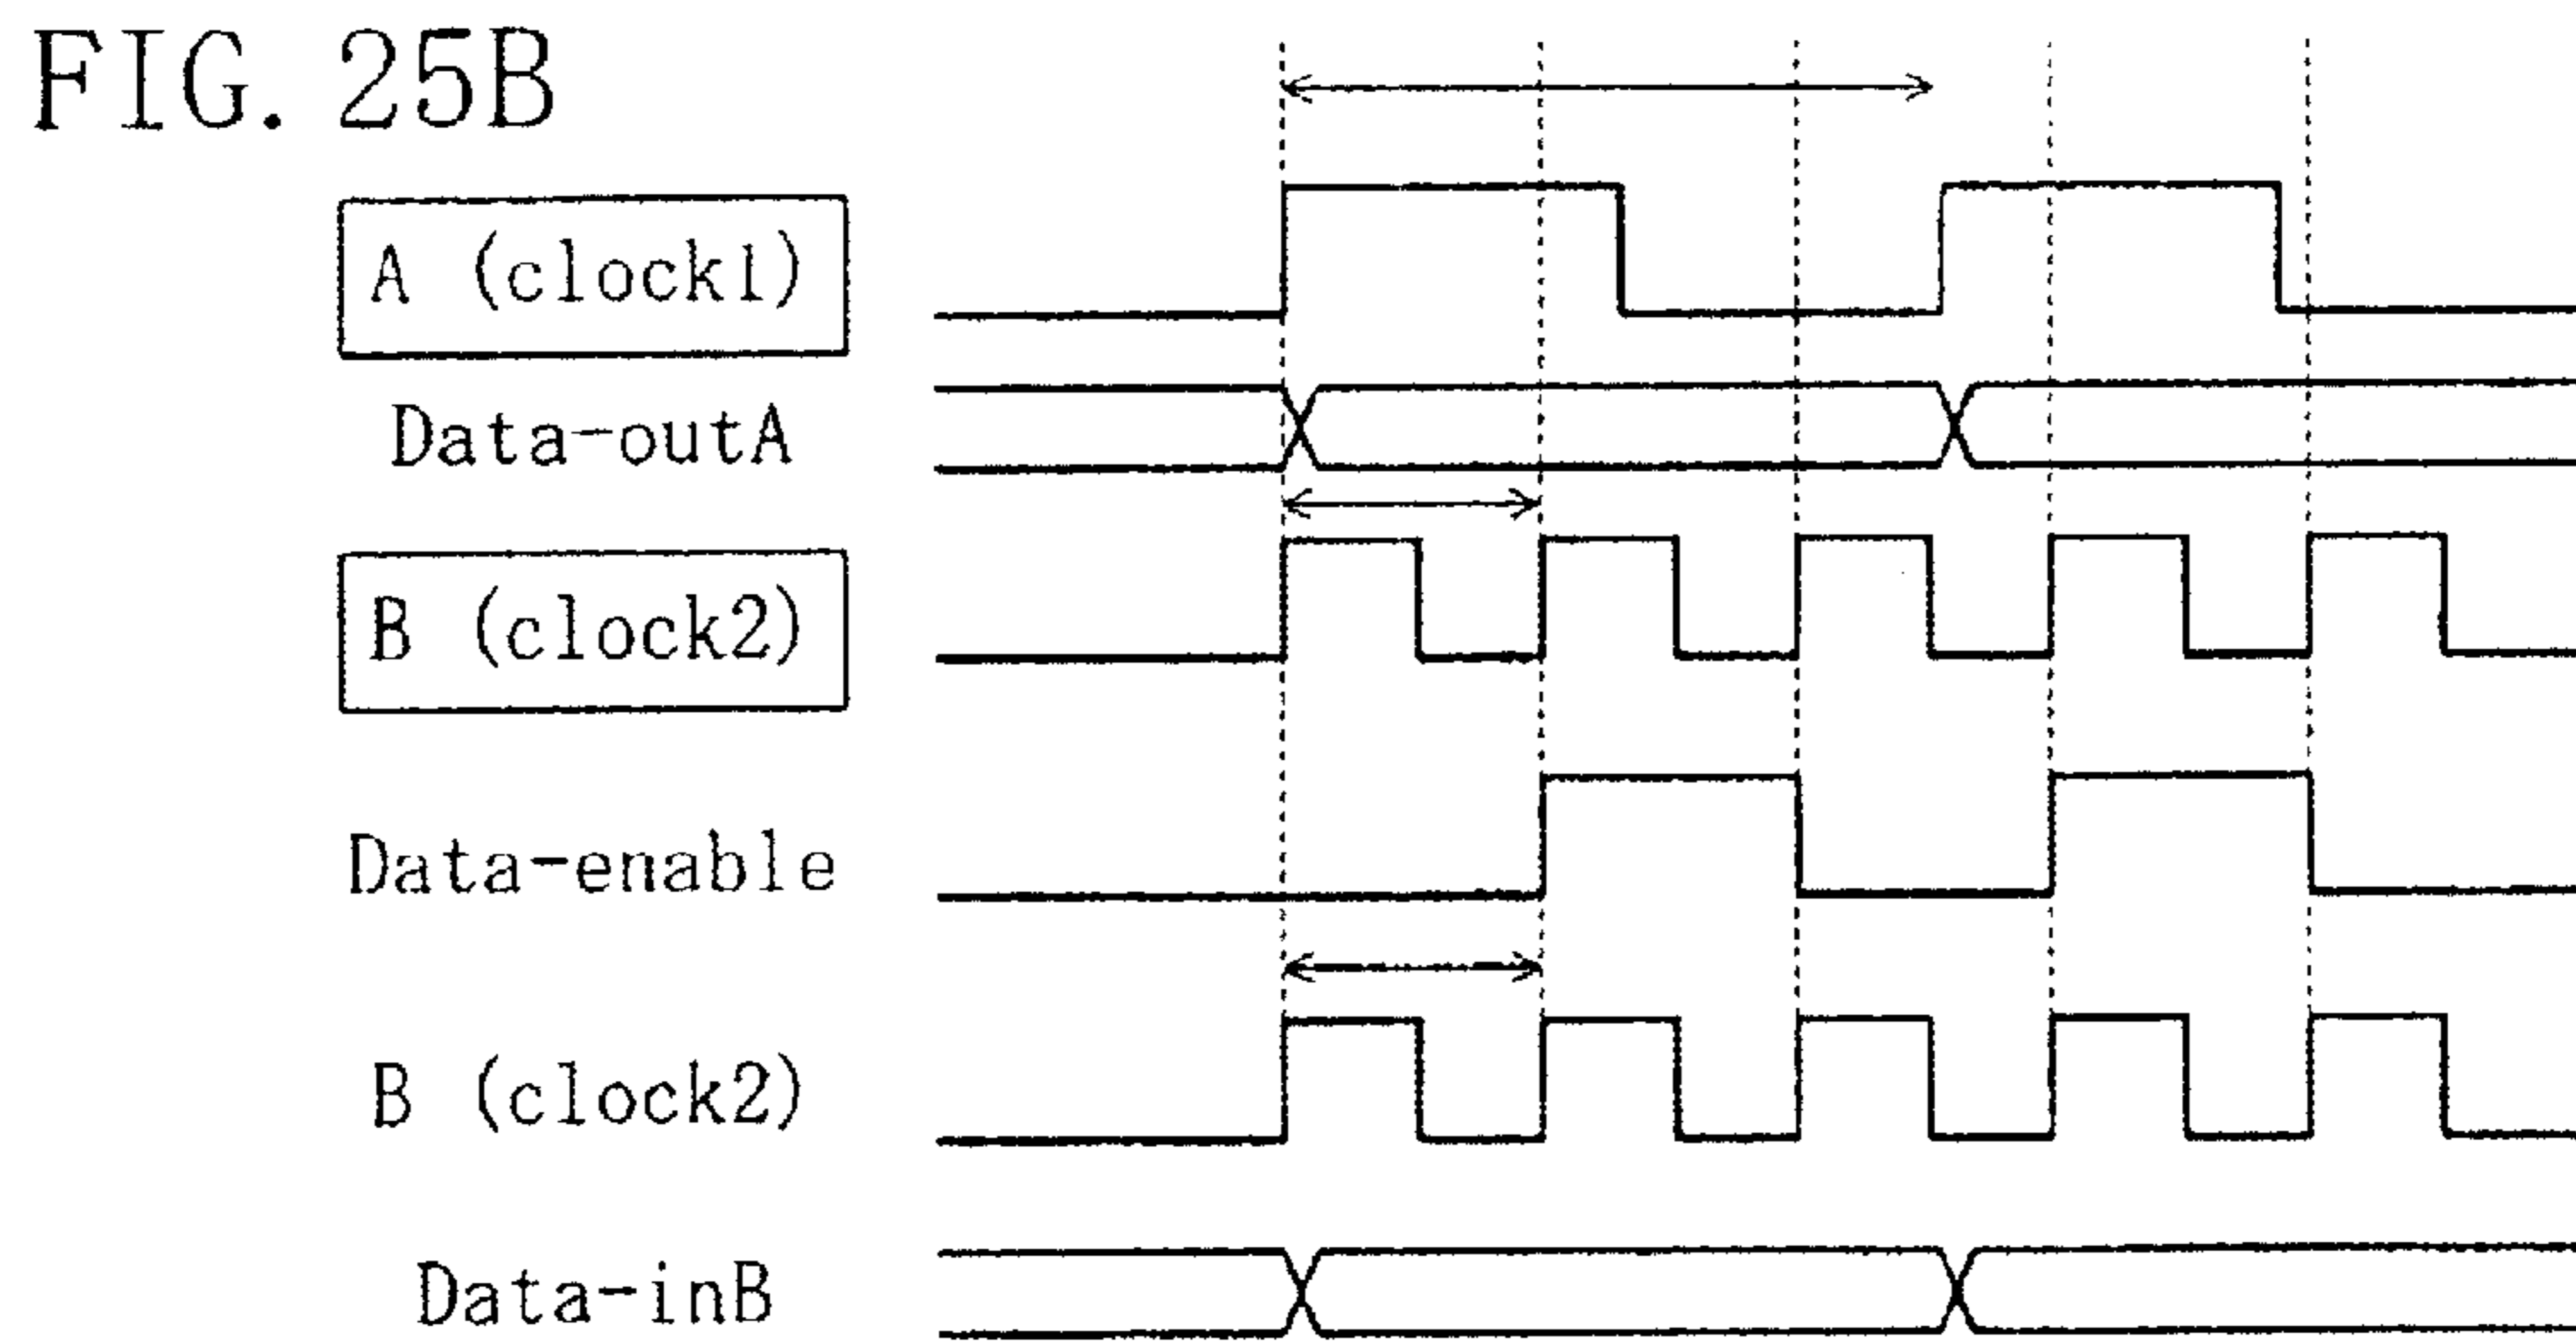 FIG. 25B
A (clock1)
Data-outA
B (clock2)
Data-enable
B (clock2)
Data-inB